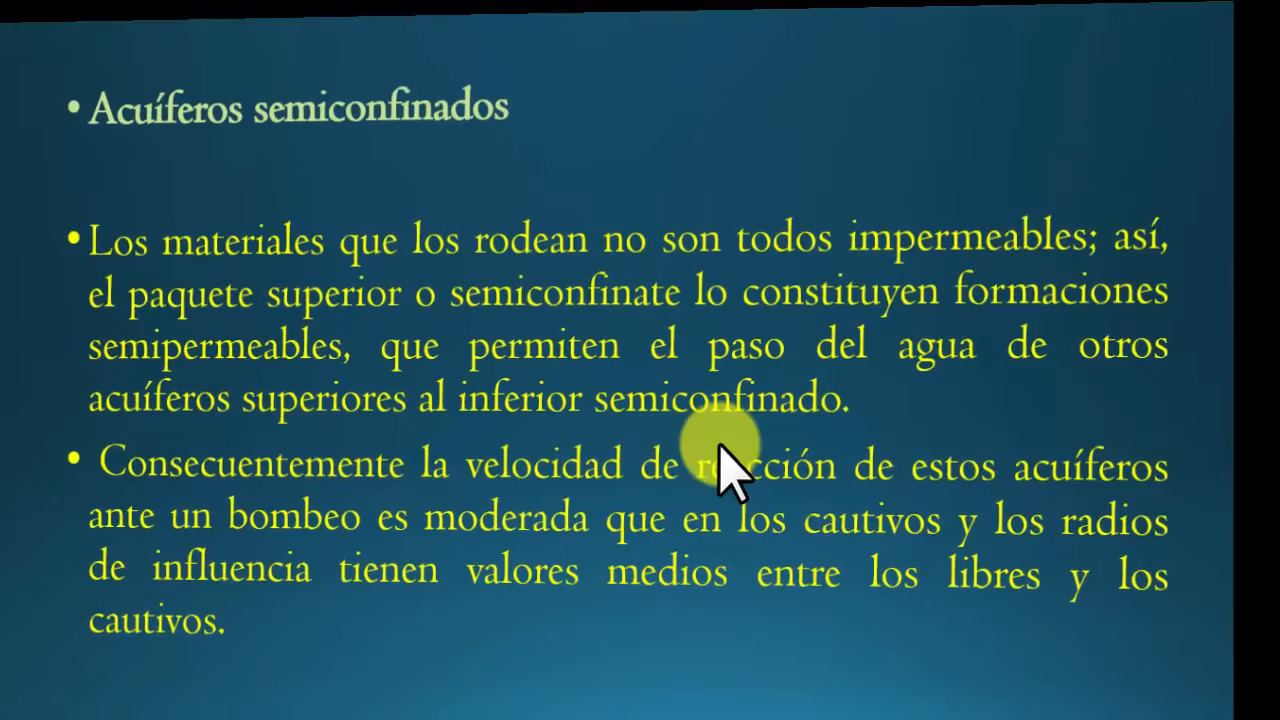 • Acuíferos semiconfinados
• Los materiales que los rodean no son todos impermeables; así,
el paquete superior o semiconfinate lo constituyen formaciones
semipermeables, que permiten el paso del agua de otros
acuíferos superiores al inferior semiconfinado.
• Consecuentemente la velocidad de reacción de estos acuíferos
ante un bombeo es moderada que en los cautivos y los radios
de influencia tienen valores medios entre los libres y los
cautivos.